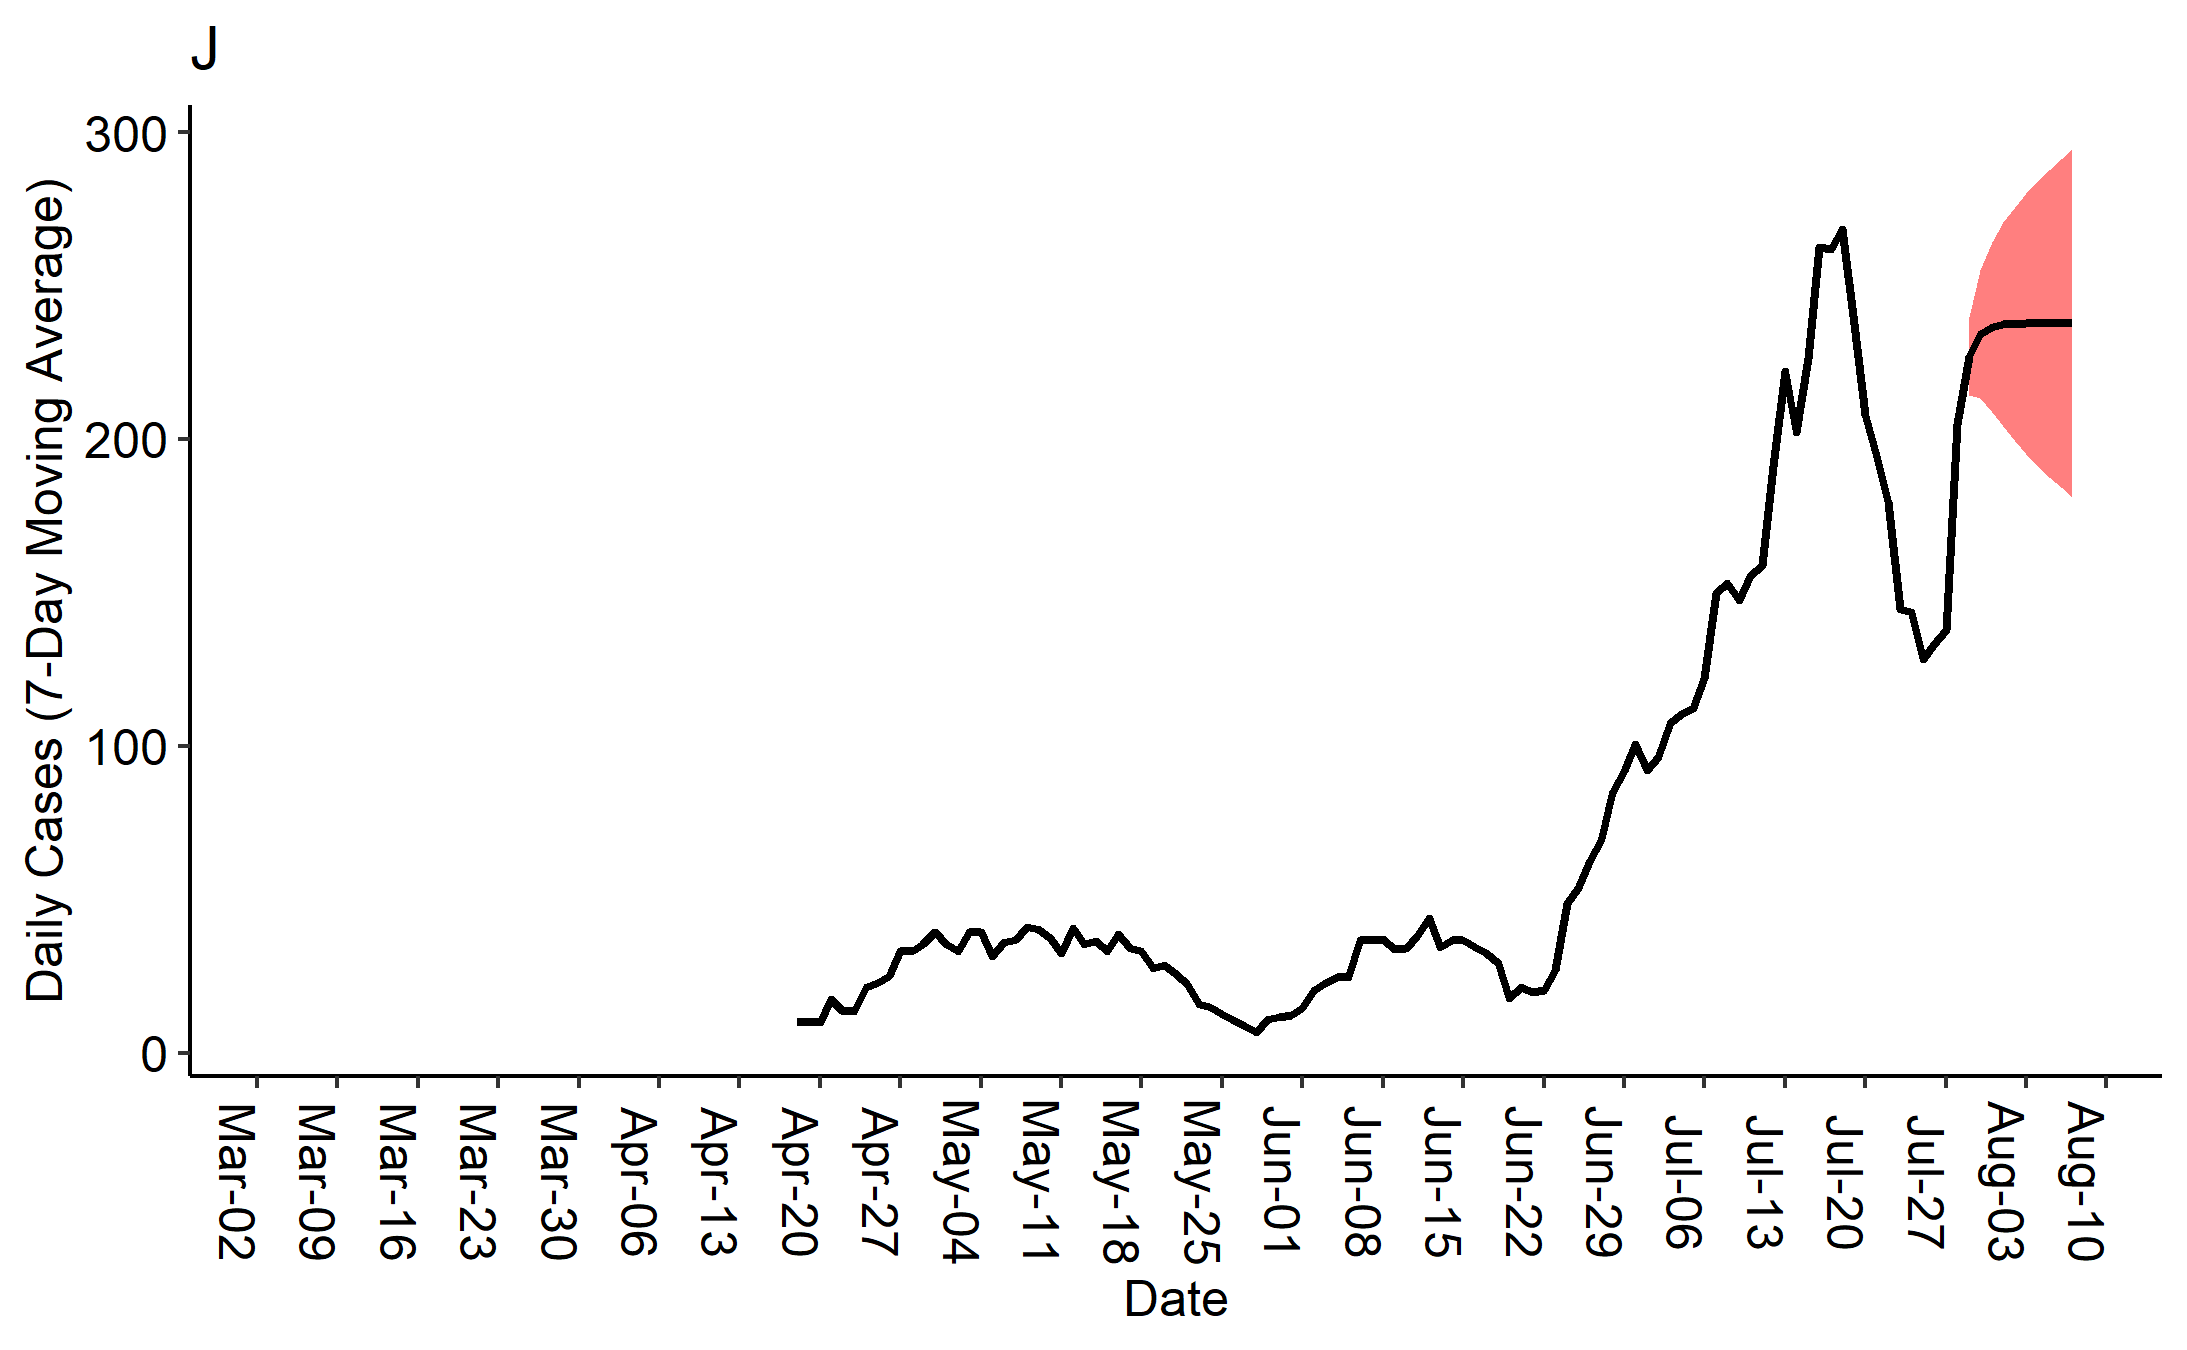 J
Daily Cases (7-Day Moving Average)
300
200
100
0
Mar-02
Mar-09
Mar-16
Mar-23
Mar-30
Apr-06
Apr-13
Apr-20
Apr-27
May-04
May-11
May-18
May-25
Jun-01
Jun-08
Jun-15
Jun-22
Jun-29
Jul-06
Jul-13
Jul-20
Jul-27
Aug-03
Aug-10
Date